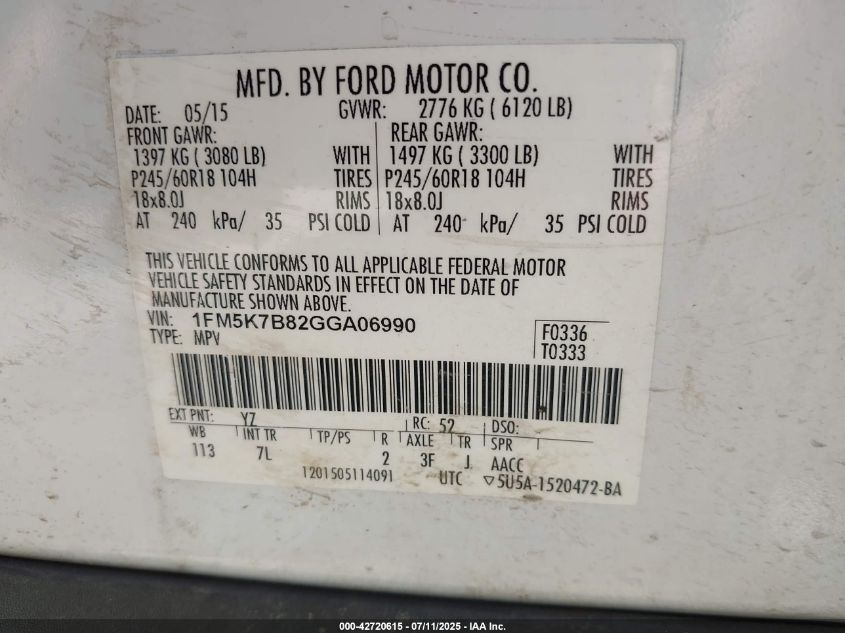 MFD. BY FORD MOTOR CO.
DATE: 05/15 GVWR: 2776 KG ( 6120 LB)
FRONT GAWR: REAR GAWR:
1397 KG ( 3080 LB) WITH 1497 KG ( 3300 LB) WITH
P245/60R18 104H TIRES P245/60R18 104H TIRES
18x8.0J RIMS 18x8.0J RIMS
AT 240 kPa/ 35 PSI COLD AT 240 kPa/ 35 PSI COLD
THIS VEHICLE CONFORMS TO ALL APPLICABLE FEDERAL MOTOR
VEHICLE SAFETY STANDARDS IN EFFECT ON THE DATE OF
MANUFACTURE SHOWN ABOVE.
VIN: 1FM5K7B82GGA06990
TYPE: MPV
F0336
T0333
EXT PNT: YZ RC: 52 DSO:
WB INT TR TP/PS R AXLE TR SPR
113 7L 2 3F J AACC
1201505114091 UTC ▽5U5A-1520472-BA
000-42720615 - 07/11/2025 - IAA Inc.